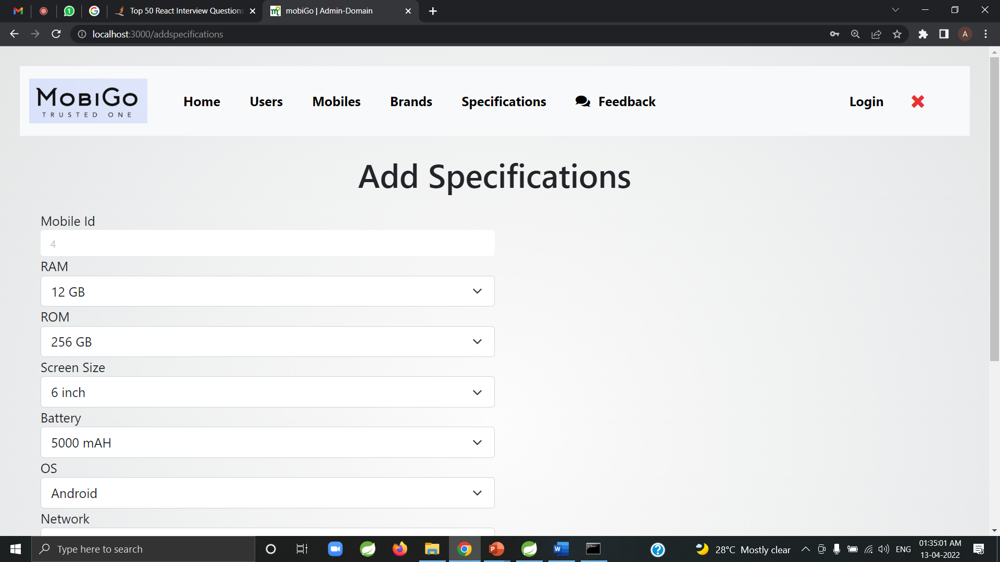 Top 50 React Interview Questions
mobiGo | Admin-Domain
localhost:3000/addspecifications
A
MOBIGO
TRUSTED ONE
Home
Users
Mobiles
Brands
Specifications
Feedback
Login
Add Specifications
Mobile Id
4
RAM
12 GB
ROM
256 GB
Screen Size
6 inch
Battery
5000 mAH
OS
Android
Network
Type here to search
28°C Mostly clear
ENG
01:35:01 AM
13-04-2022